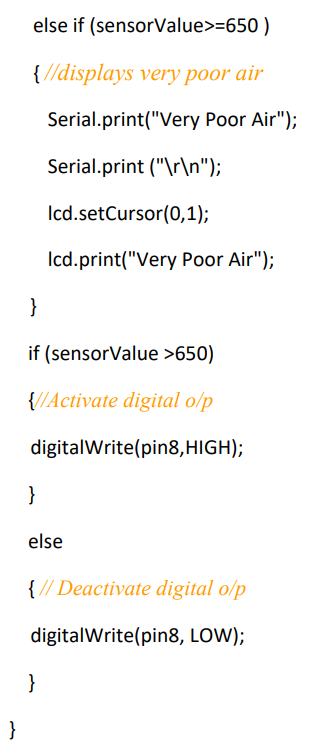 else if (sensorValue>=650 )
{ //displays very poor air
Serial.print("Very Poor Air");
Serial.print ("\r\n");
lcd.setCursor(0,1);
lcd.print("Very Poor Air");
}
if (sensorValue >650)
{//Activate digital o/p
digitalWrite(pin8,HIGH);
}
else
{ // Deactivate digital o/p
digitalWrite(pin8, LOW);
}
}